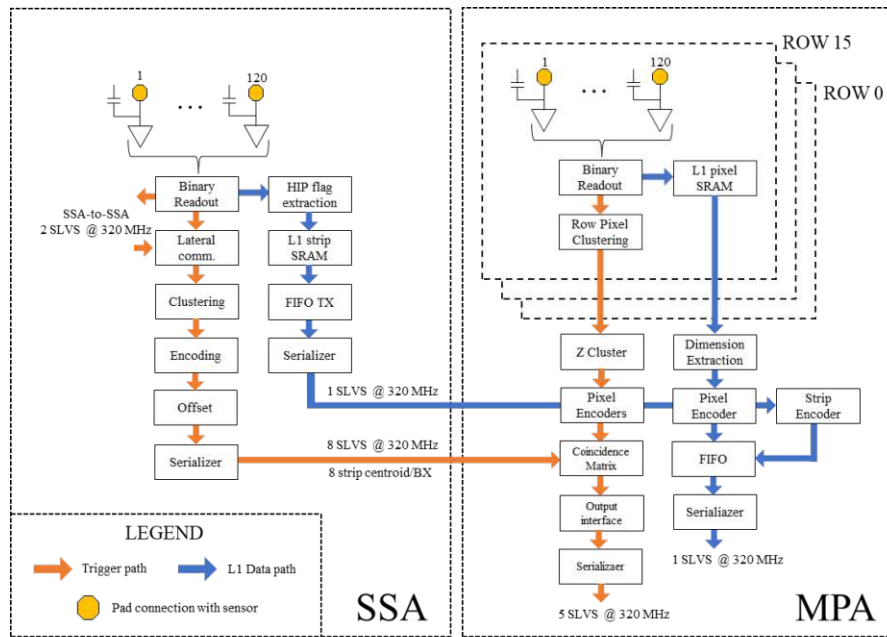 1
120
...
Binary
Readout
HIP flag
extraction
SSA-to-SSA
2 SLVS @ 320 MHz
Lateral
comm.
L1 strip
SRAM
Clustering
FIFO TX
Encoding
Serializer
1 SLVS @ 320 MHz
Offset
Serializer
8 SLVS @ 320 MHz
8 strip centroid/BX
LEGEND
Trigger path
L1 Data path
Pad connection with sensor
SSA
ROW 15
ROW 0
1
120
...
Binary
Readout
L1 pixel
SRAM
Row Pixel
Clustering
Z Cluster
Dimension
Extraction
Pixel
Encoders
Pixel
Encoder
Strip
Encoder
Coincidence
Matrix
FIFO
Output
interface
Serialiazer
1 SLVS @ 320 MHz
Serializaer
5 SLVS @ 320 MHz
MPA